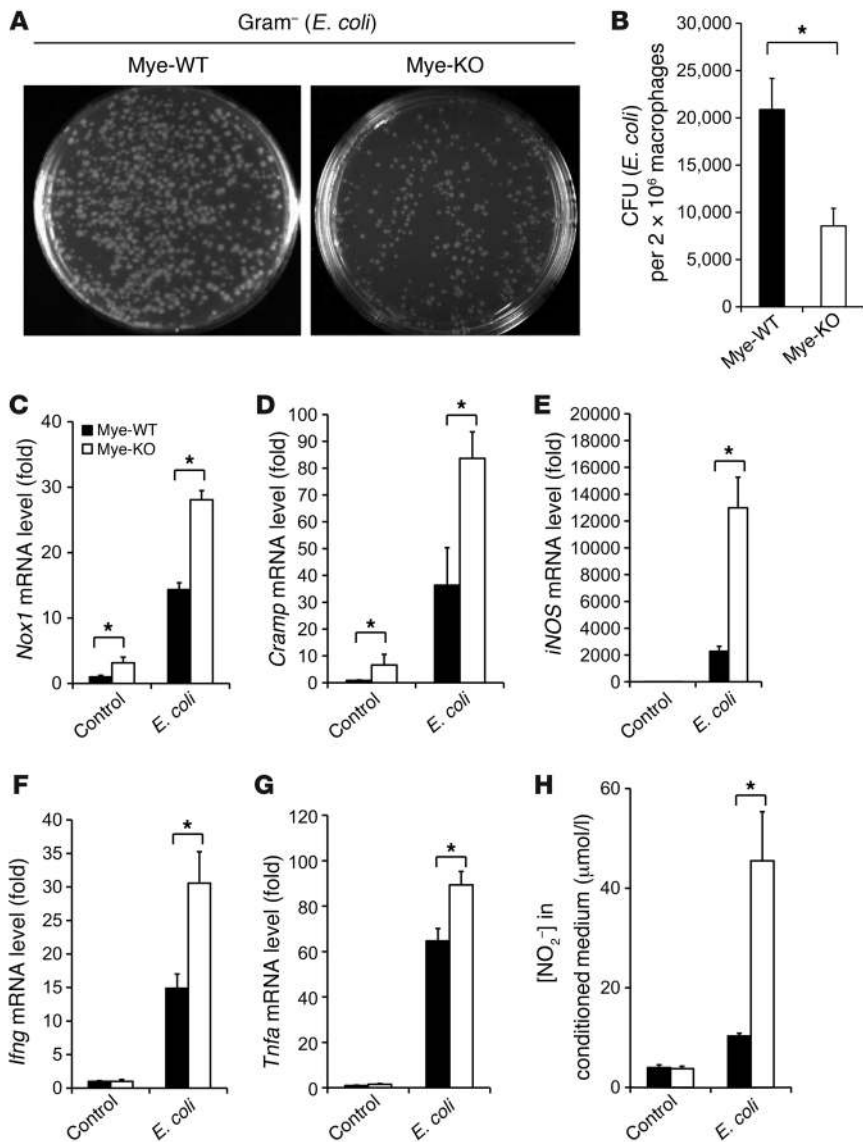 A
Gram⁻ (E. coli)
Mye-WT
Mye-KO
B
CFU (E. coli)
per 2 × 10⁶ macrophages
30,000
25,000
20,000
15,000
10,000
5,000
0
*
Mye-WT
Mye-KO
C
Nox1 mRNA level (fold)
40
30
20
10
0
Mye-WT
Mye-KO
*
*
Control
E. coli
D
Cramp mRNA level (fold)
100
90
80
70
60
50
40
30
20
10
0
*
*
Control
E. coli
E
iNOS mRNA level (fold)
20000
18000
16000
14000
12000
10000
8000
6000
4000
2000
0
*
Control
E. coli
F
Ifng mRNA level (fold)
40
35
30
25
20
15
10
5
0
*
Control
E. coli
G
Tnfa mRNA level (fold)
120
100
80
60
40
20
0
*
Control
E. coli
H
[NO₂⁻] in
conditioned medium (μmol/l)
60
40
20
0
*
Control
E. coli